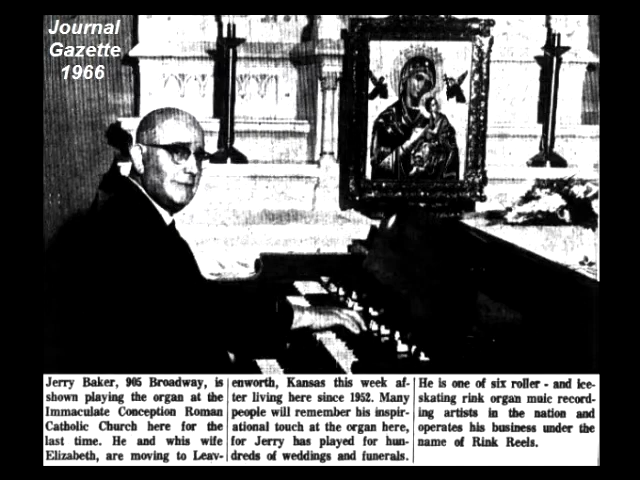 Journal
Gazette
1966
Jerry Baker, 905 Broadway, is
shown playing the organ at the
Immaculate Conception Roman
Catholic Church here for the
last time. He and whis wife
Elizabeth, are moving to Leav-
enworth, Kansas this week af-
ter living here since 1952. Many
people will remember his inspir-
ational touch at the organ here,
for Jerry has played for hun-
dreds of weddings and funerals.
He is one of six roller - and ice-
skating rink organ muic record-
ing artists in the nation and
operates his business under the
name of Rink Reels.